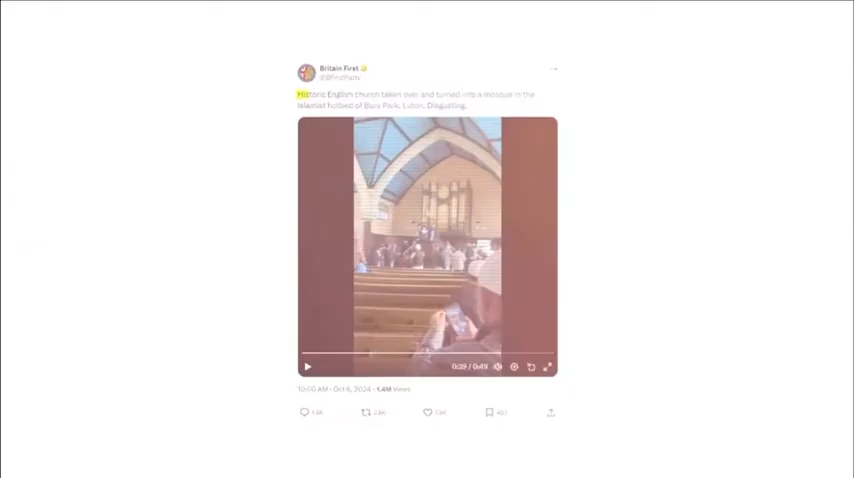 Britain First
@BFirstParty
Historic English church taken over and turned into a mosque in the
Islamist hotbed of Bury Park, Luton. Disgusting.
0:39 / 0:49
10:00 AM · Oct 6, 2024 · 1.4M Views